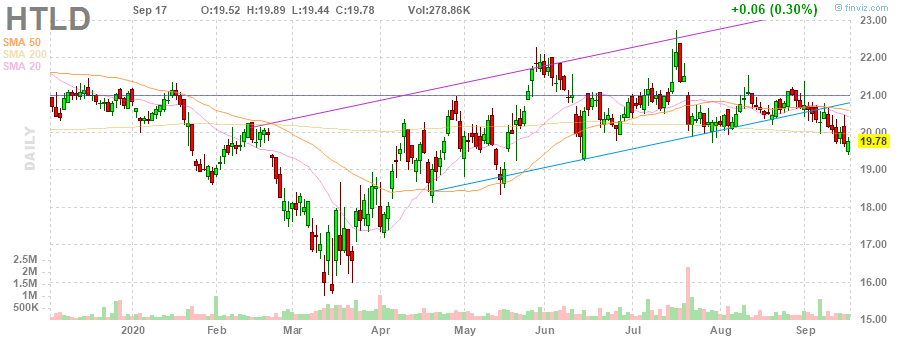 HTLD
Sep 17 O:19.52 H:19.89 L:19.44 C:19.78 Vol:278.86K +0.06 (0.30%)
© finviz.com
SMA 50
SMA 200
SMA 20
DAILY
23.00
22.00
21.00
20.00
19.78
19.00
18.00
17.00
16.00
15.00
2.5M
2M
1.5M
1M
500K
2020 Feb Mar Apr May Jun Jul Aug Sep